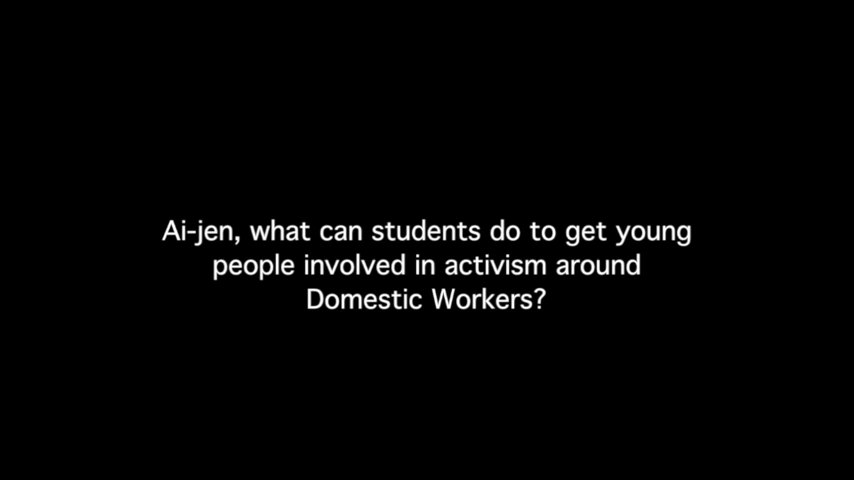 Ai-jen, what can students do to get young
people involved in activism around
Domestic Workers?